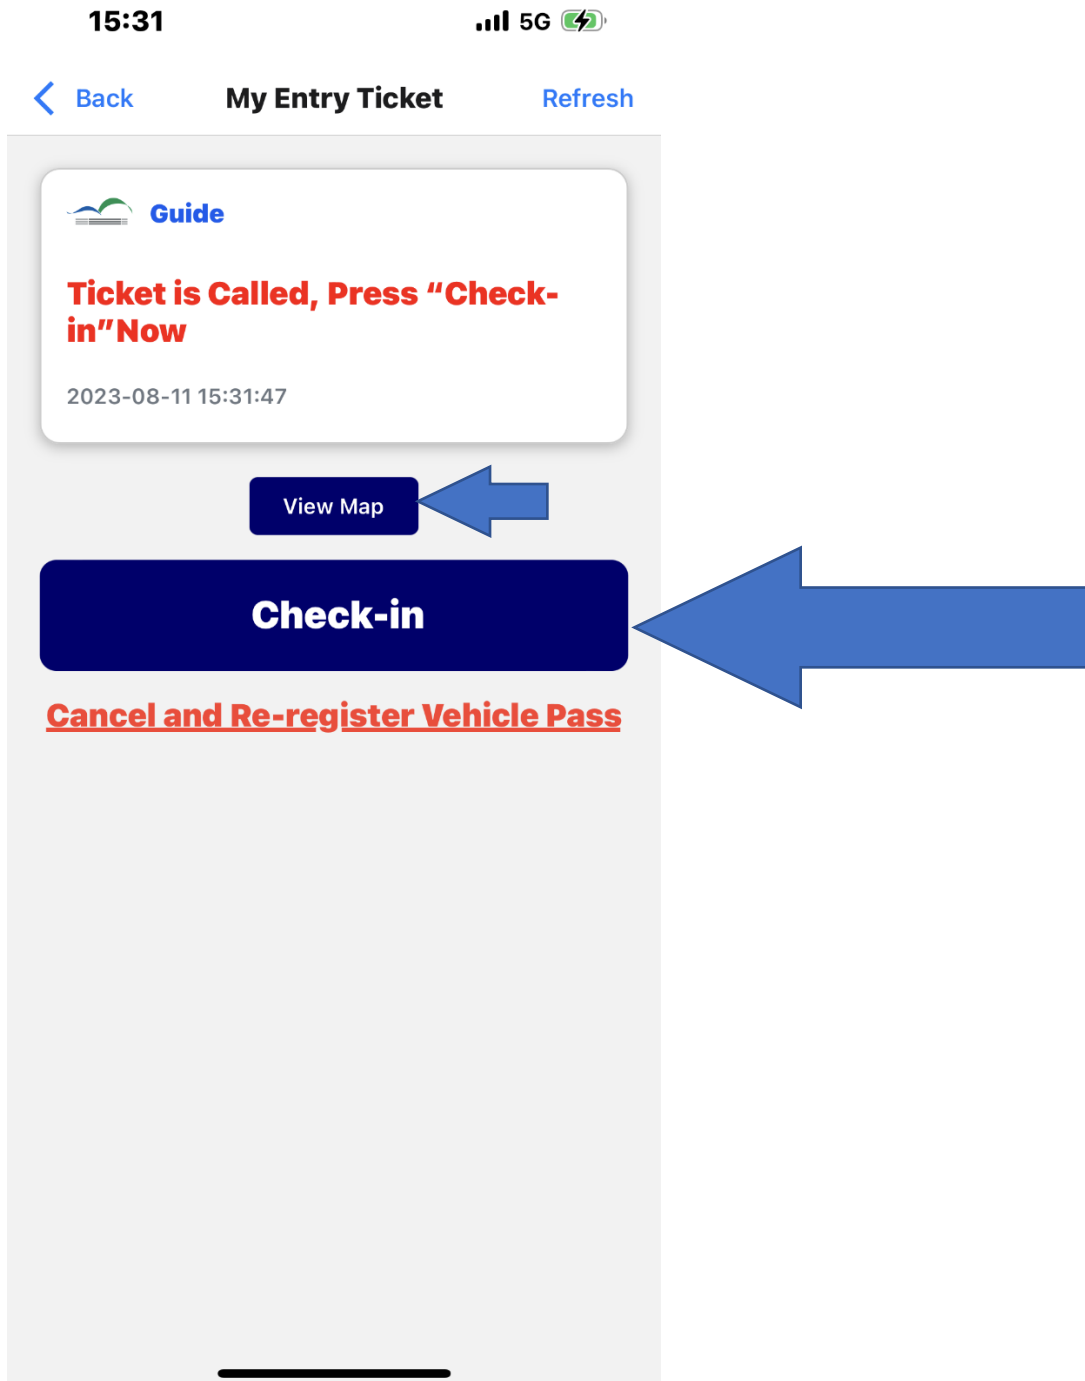 15:31 5G
Back My Entry Ticket Refresh
Guide
Ticket is Called, Press “Check-
in”Now
2023-08-11 15:31:47
View Map
Check-in
Cancel and Re-register Vehicle Pass